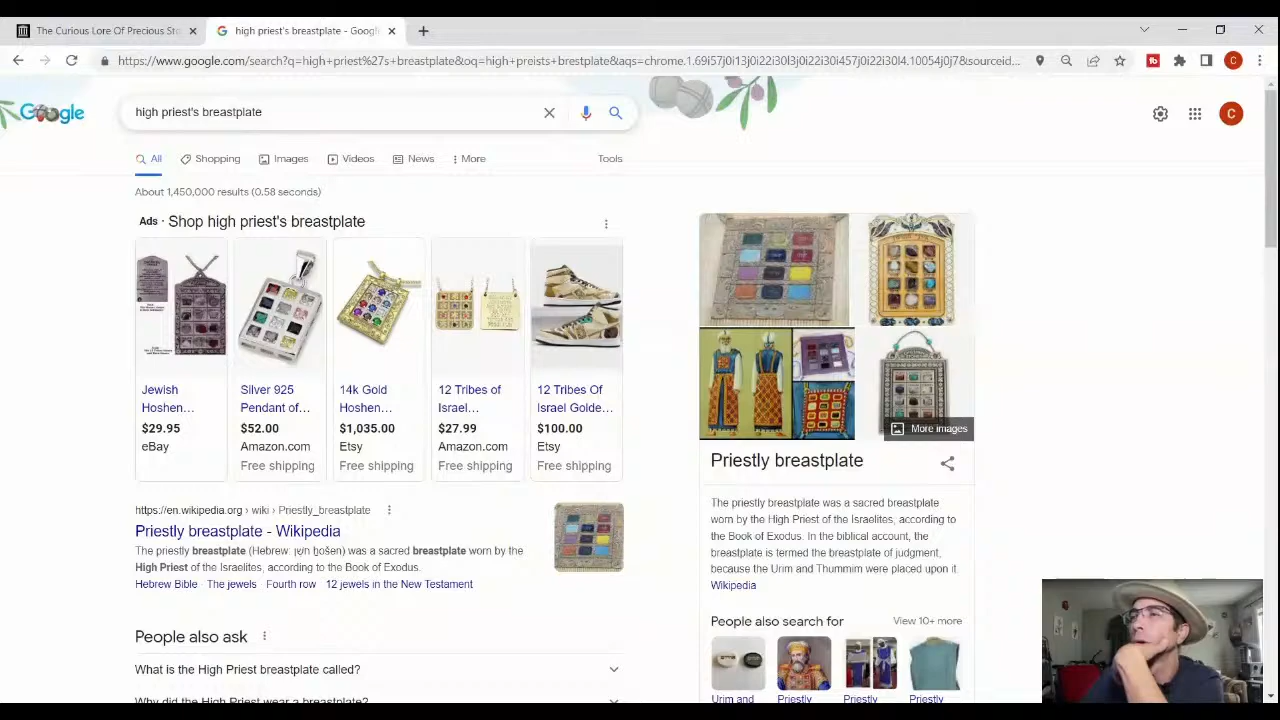 The Curious Lore Of Precious Sto
high priest's breastplate - Googl
https://www.google.com/search?q=high+priest%27s+breastplate&oq=high+preists+brestplate&aqs=chrome.1.69i57j0i13j0i22i30l3j0i22i30i457j0i22i30l4.10054j0j7&sourceid...
C
Google
high priest's breastplate
C
All
Shopping
Images
Videos
News
More
Tools
About 1,450,000 results (0.58 seconds)
Ads · Shop high priest's breastplate
Jewish Hoshen...
$29.95
eBay
Silver 925 Pendant of...
$52.00
Amazon.com
Free shipping
14k Gold Hoshen...
$1,035.00
Etsy
Free shipping
12 Tribes of Israel...
$27.99
Amazon.com
Free shipping
12 Tribes Of Israel Golde...
$100.00
Etsy
Free shipping
https://en.wikipedia.org › wiki › Priestly_breastplate
Priestly breastplate - Wikipedia
The priestly breastplate (Hebrew: ḥōšen) was a sacred breastplate worn by the
High Priest of the Israelites, according to the Book of Exodus.
Hebrew Bible · The jewels · Fourth row · 12 jewels in the New Testament
People also ask
What is the High Priest breastplate called?
Why did the High Priest wear a breastplate?
More images
Priestly breastplate
The priestly breastplate was a sacred breastplate
worn by the High Priest of the Israelites, according to
the Book of Exodus. In the biblical account, the
breastplate is termed the breastplate of judgment,
because the Urim and Thummim were placed upon it
Wikipedia
People also search for
View 10+ more
Urim and
Priestly
Priestly
Priestly